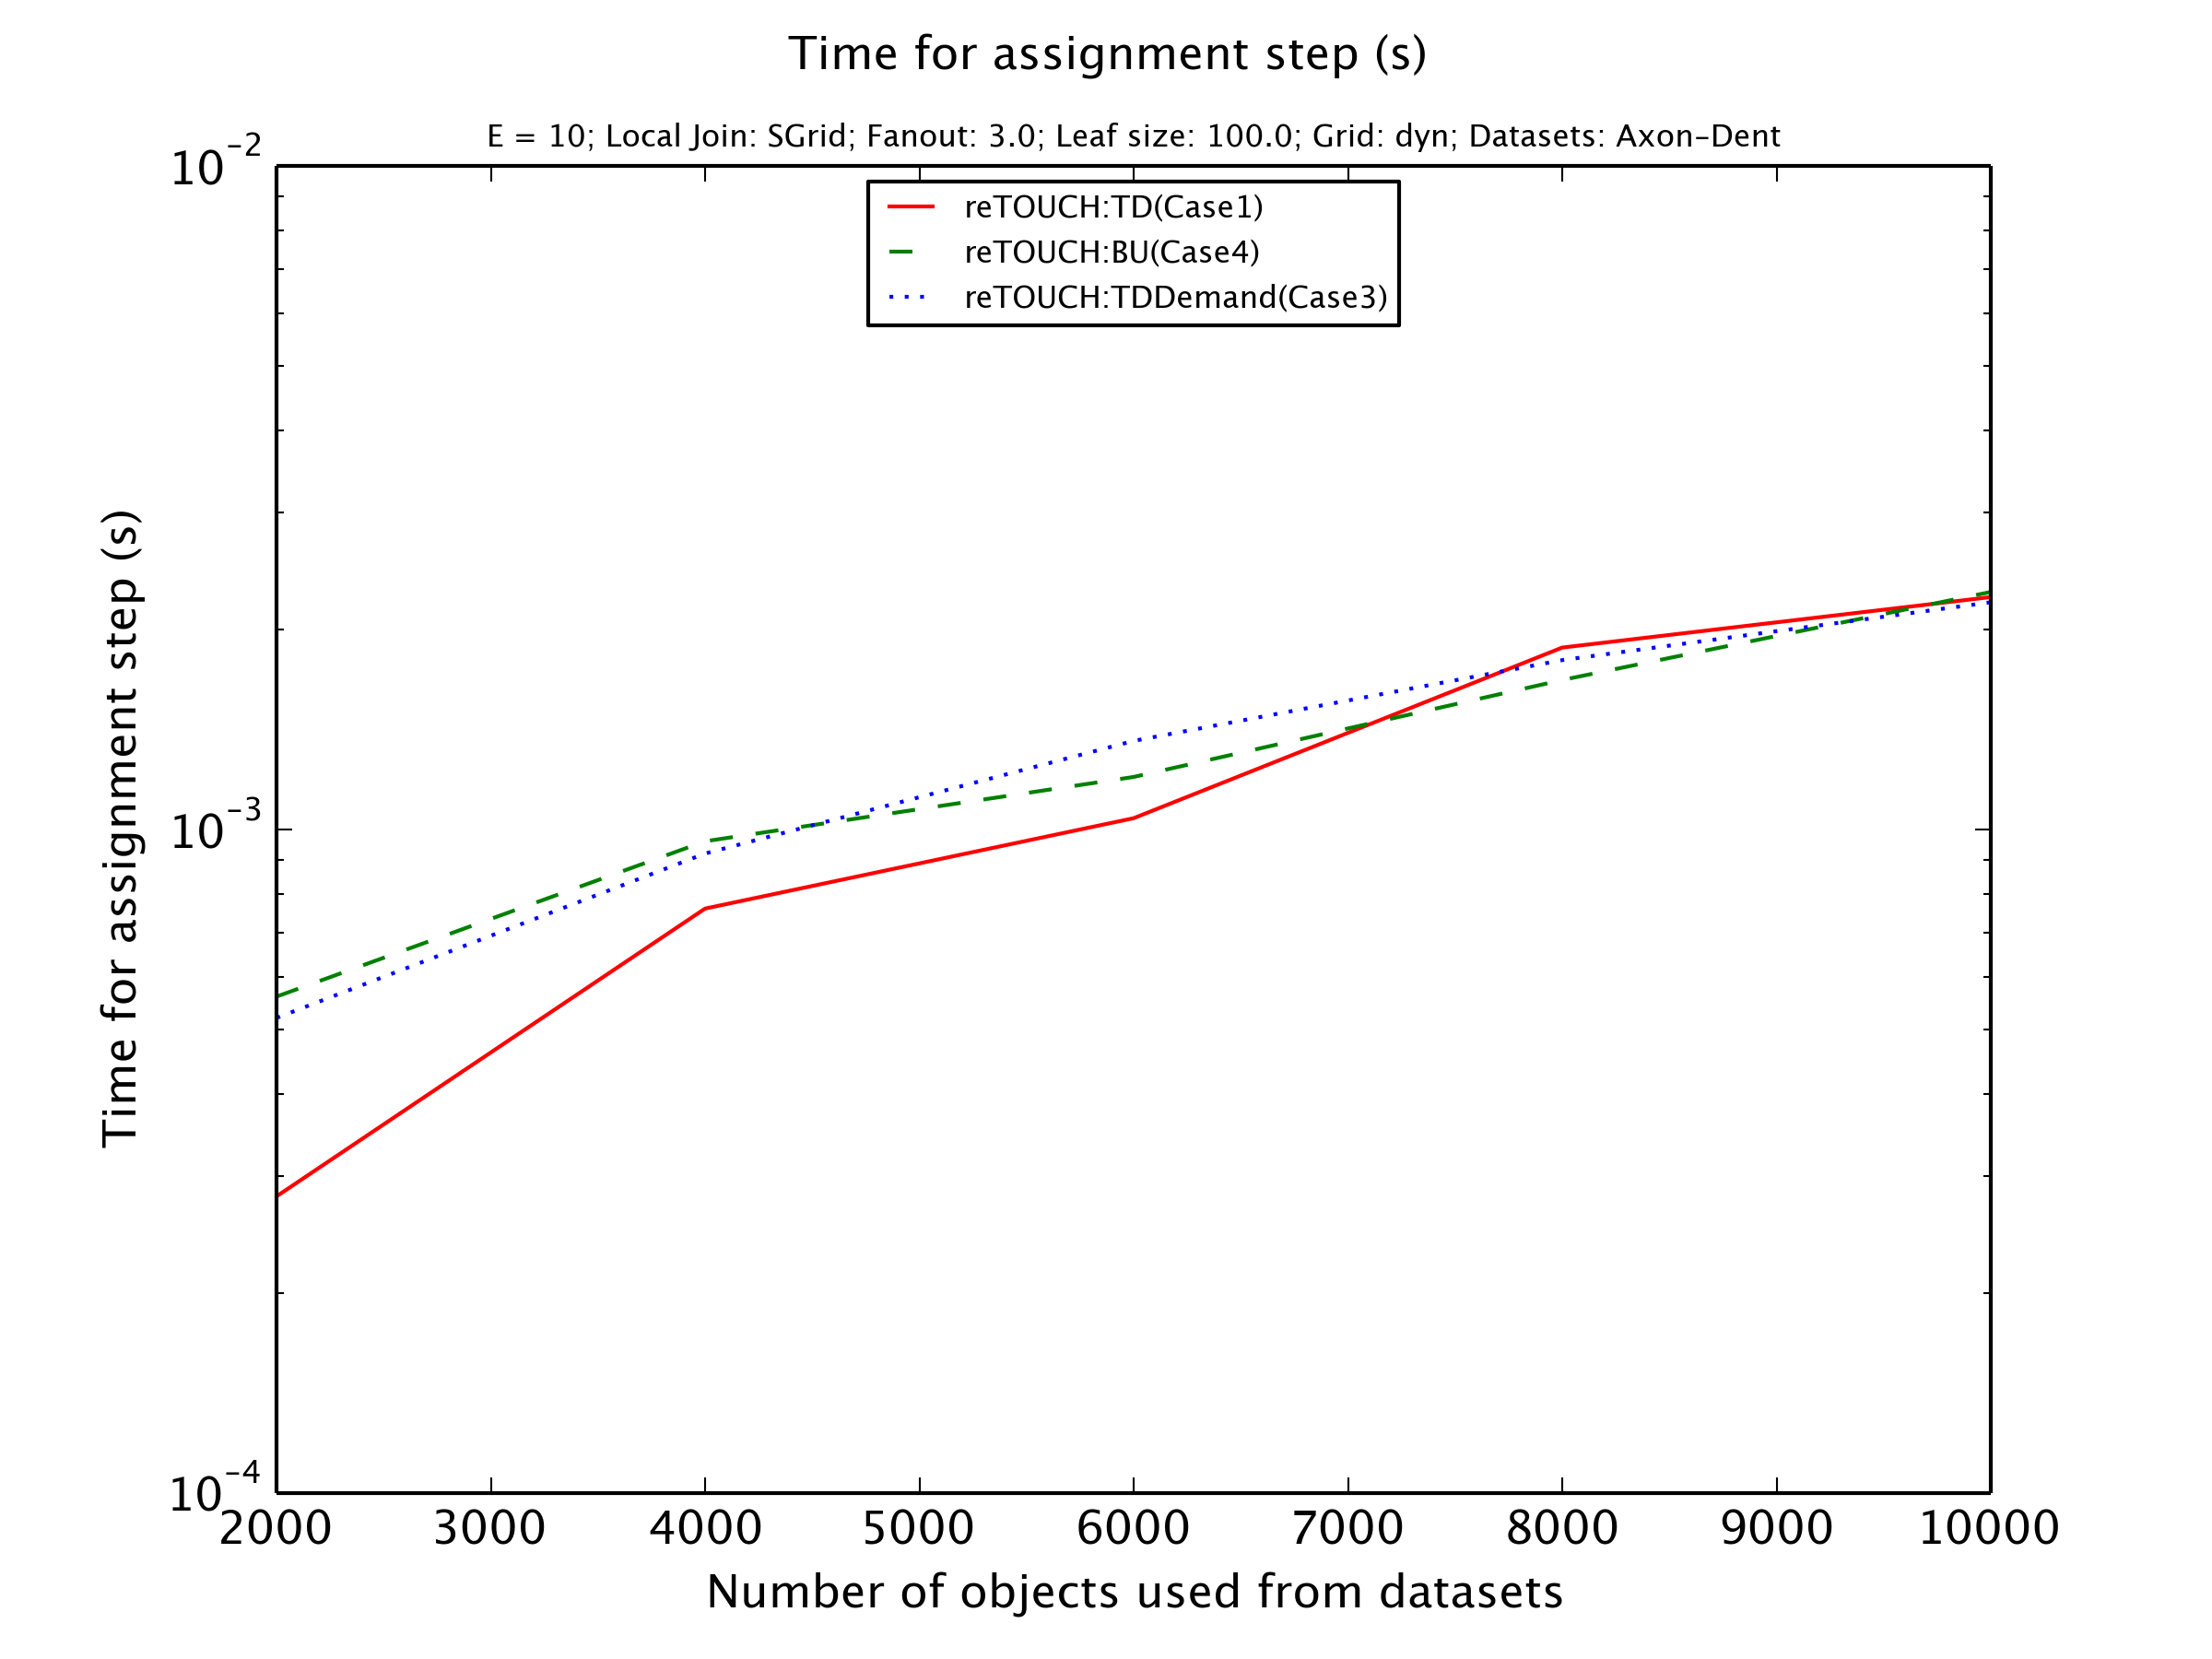 Time for assignment step (s)
E = 10; Local Join: SGrid; Fanout: 3.0; Leaf size: 100.0; Grid: dyn; Datasets: Axon-Dent
10^-2
reTOUCH:TD(Case1)
reTOUCH:BU(Case4)
reTOUCH:TDDemand(Case3)
Time for assignment step (s)
10^-3
10^-4
2000 3000 4000 5000 6000 7000 8000 9000 10000
Number of objects used from datasets